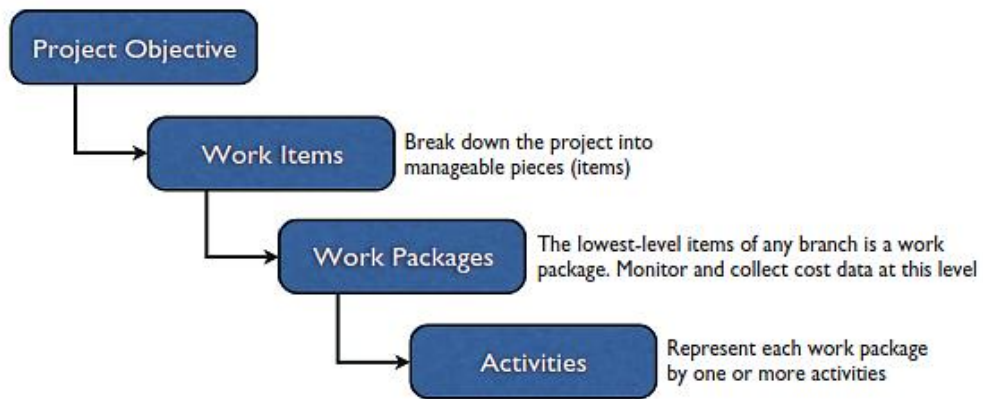 Project Objective
Work Items
Break down the project into
manageable pieces (items)
Work Packages
The lowest-level items of any branch is a work
package. Monitor and collect cost data at this level
Activities
Represent each work package
by one or more activities